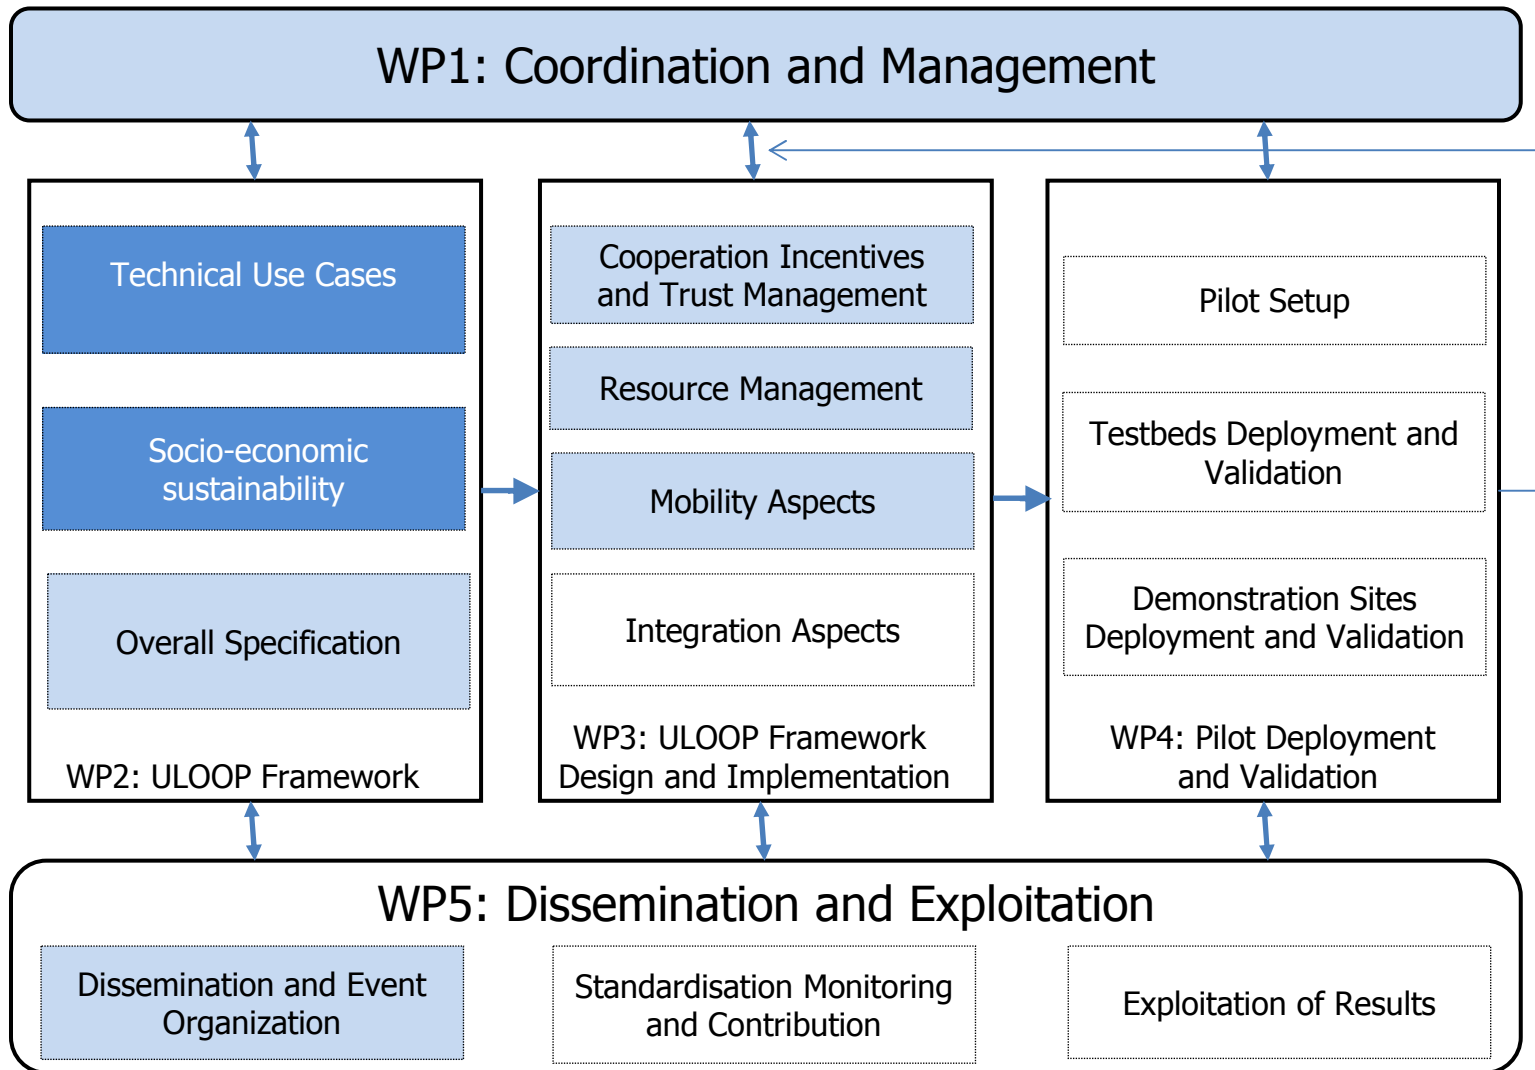 WP1: Coordination and Management
Technical Use Cases
Socio-economic
sustainability
Overall Specification
WP2: ULOOP Framework
Cooperation Incentives
and Trust Management
Resource Management
Mobility Aspects
Integration Aspects
WP3: ULOOP Framework
Design and Implementation
Pilot Setup
Testbeds Deployment and
Validation
Demonstration Sites
Deployment and Validation
WP4: Pilot Deployment
and Validation
WP5: Dissemination and Exploitation
Dissemination and Event
Organization
Standardisation Monitoring
and Contribution
Exploitation of Results